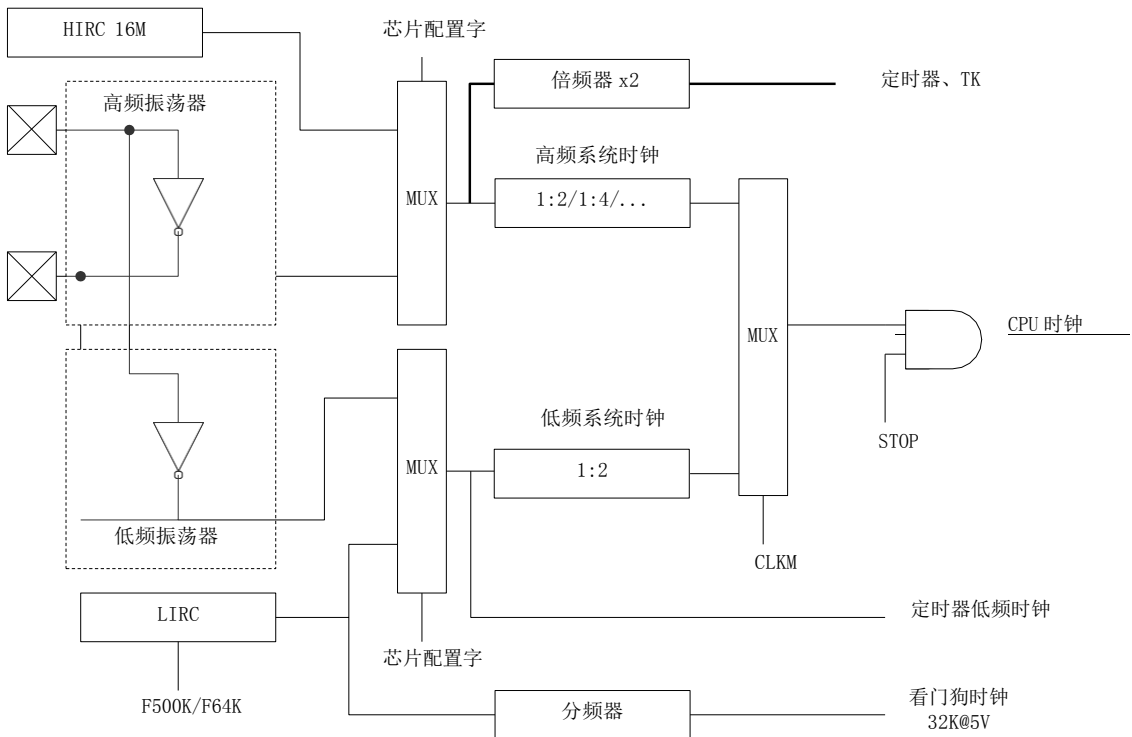 HIRC 16M
芯片配置字
高频振荡器
倍频器 x2
定时器、TK
高频系统时钟
MUX
1:2/1:4/...
MUX
CPU 时钟
STOP
低频系统时钟
MUX
1:2
低频振荡器
CLKM
LIRC
定时器低频时钟
芯片配置字
F500K/F64K
分频器
看门狗时钟
32K@5V